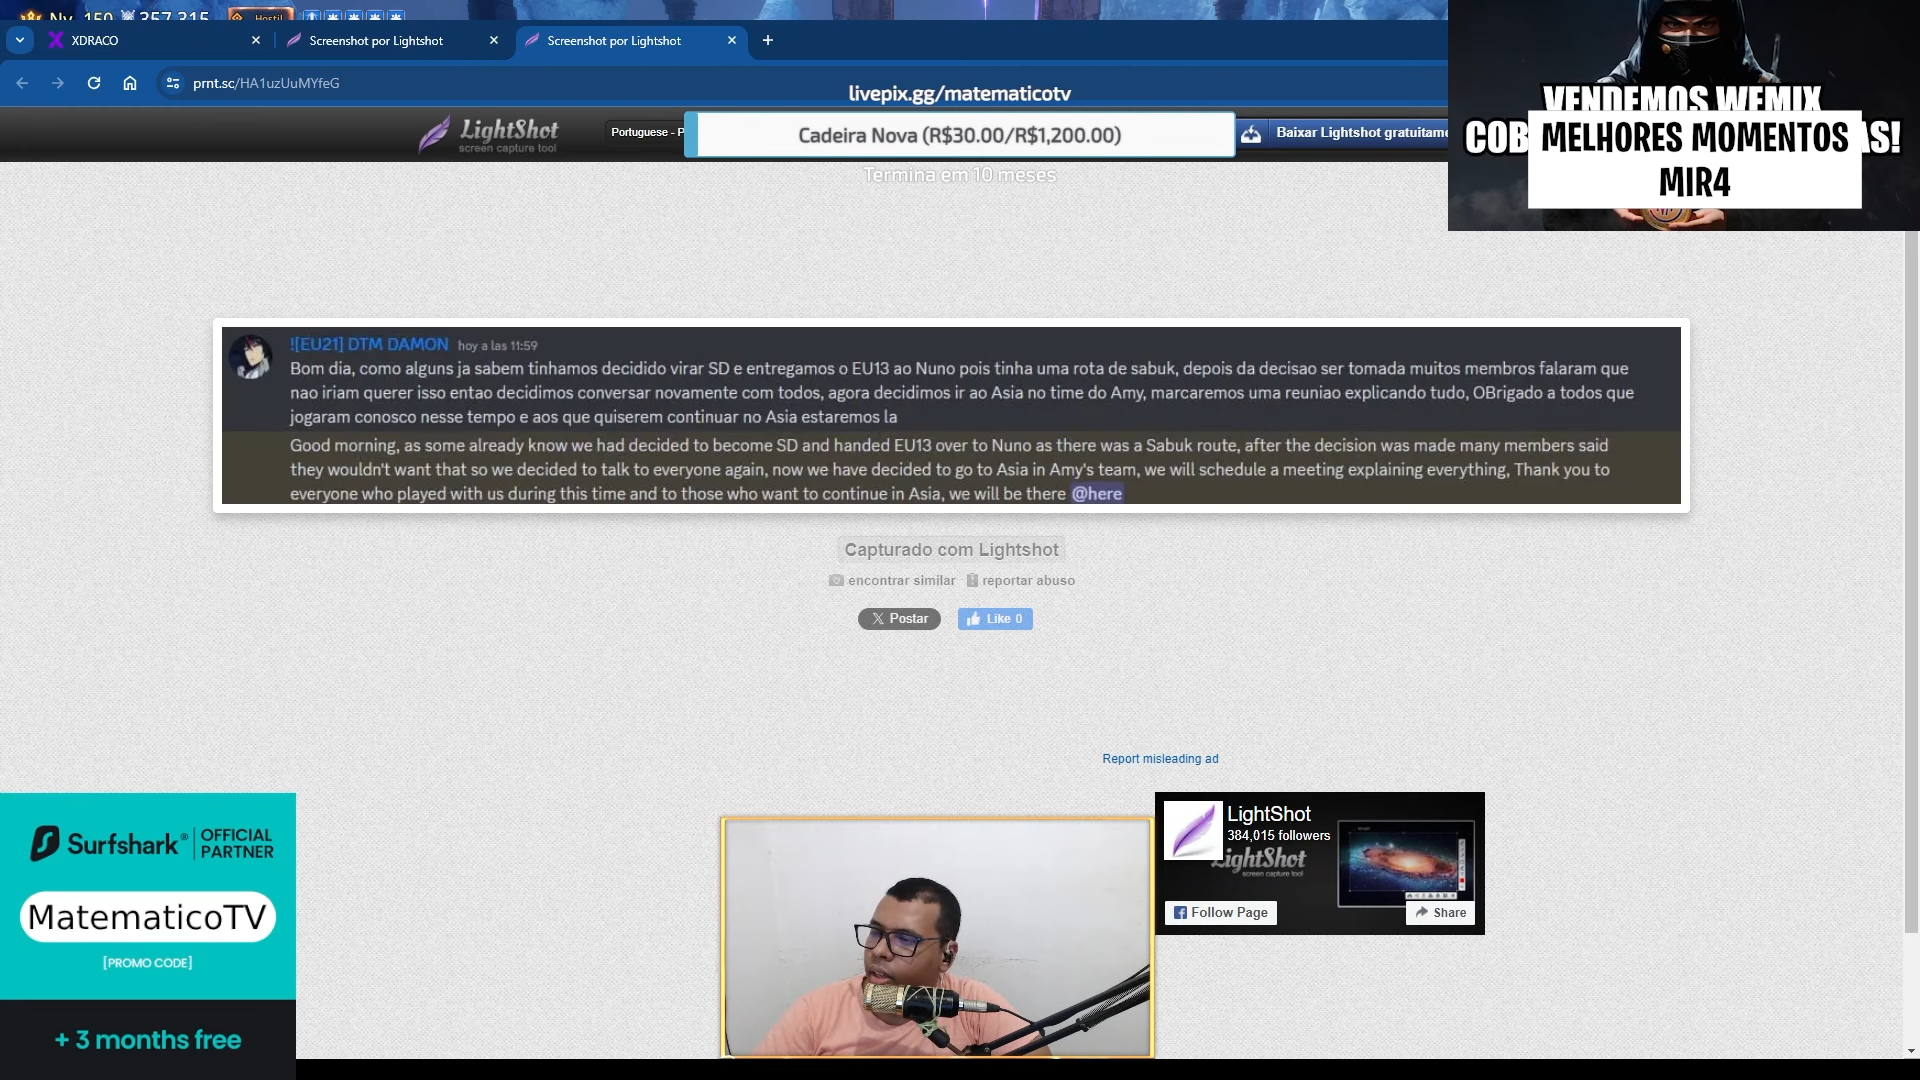 Nv. 150 357,315
Hostil
XDRACO
Screenshot por Lightshot
Screenshot por Lightshot
prnt.sc/HA1uzUuMYfeG
livepix.gg/matematicotv
LightShot
screen capture tool
Portuguese - P
Cadeira Nova (R$30.00/R$1,200.00)
Baixar Lightshot gratuitame
Termina em 10 meses
VENDEMOS WEMIX
COB AS!
MELHORES MOMENTOS
MIR4
![EU21] DTM DAMON hoy a las 11:59
Bom dia, como alguns ja sabem tinhamos decidido virar SD e entregamos o EU13 ao Nuno pois tinha uma rota de sabuk, depois da decisao ser tomada muitos membros falaram que
nao iriam querer isso entao decidimos conversar novamente com todos, agora decidimos ir ao Asia no time do Amy, marcaremos uma reuniao explicando tudo, OBrigado a todos que
jogaram conosco nesse tempo e aos que quiserem continuar no Asia estaremos la
Good morning, as some already know we had decided to become SD and handed EU13 over to Nuno as there was a Sabuk route, after the decision was made many members said
they wouldn't want that so we decided to talk to everyone again, now we have decided to go to Asia in Amy's team, we will schedule a meeting explaining everything, Thank you to
everyone who played with us during this time and to those who want to continue in Asia, we will be there @here
Capturado com Lightshot
encontrar similar reportar abuso
Postar
Like 0
Report misleading ad
LightShot
384,015 followers
LightShot
screen capture tool
Follow Page
Share
Surfshark® OFFICIAL
PARTNER
MatematicoTV
[PROMO CODE]
+ 3 months free